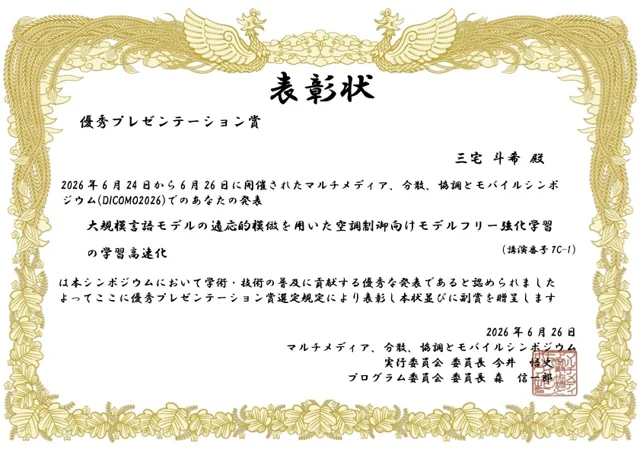 表彰状
優秀プレゼンテーション賞
三宅 斗希 殿
2026年6月24日から6月26日に開催されたマルチメディア、分散、協調とモバイルシンポ
ジウム(DICOMO2026)でのあなたの発表
大規模言語モデルの適応的模倣を用いた空調制御向けモデルフリー強化学習
の学習高速化
(講演番号7C-1)
は本シンポジウムにおいて学術・技術の普及に貢献する優秀な発表であると認められました
よってここに優秀プレゼンテーション賞選定規定により表彰し本状並びに副賞を贈呈します
2026年6月26日
マルチメディア、分散、協調とモバイルシンポジウム
実行委員会 委員長 今井 悟史
プログラム委員会 委員長 森 信一郎